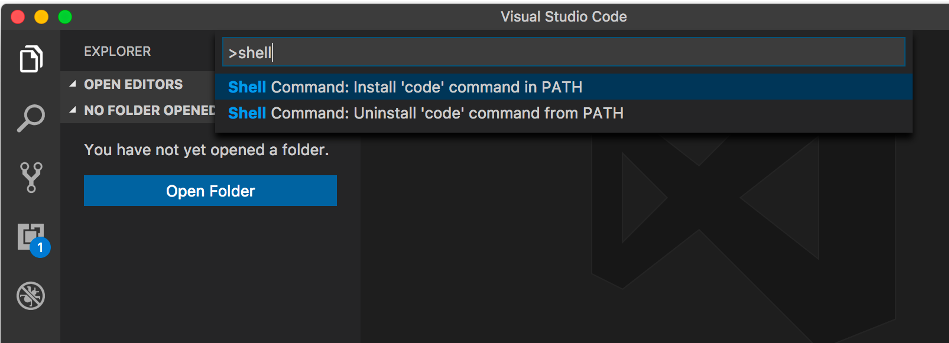 Visual Studio Code
EXPLORER
>shell
OPEN EDITORS
Shell Command: Install 'code' command in PATH
NO FOLDER OPENED
Shell Command: Uninstall 'code' command from PATH
You have not yet opened a folder.
Open Folder
1